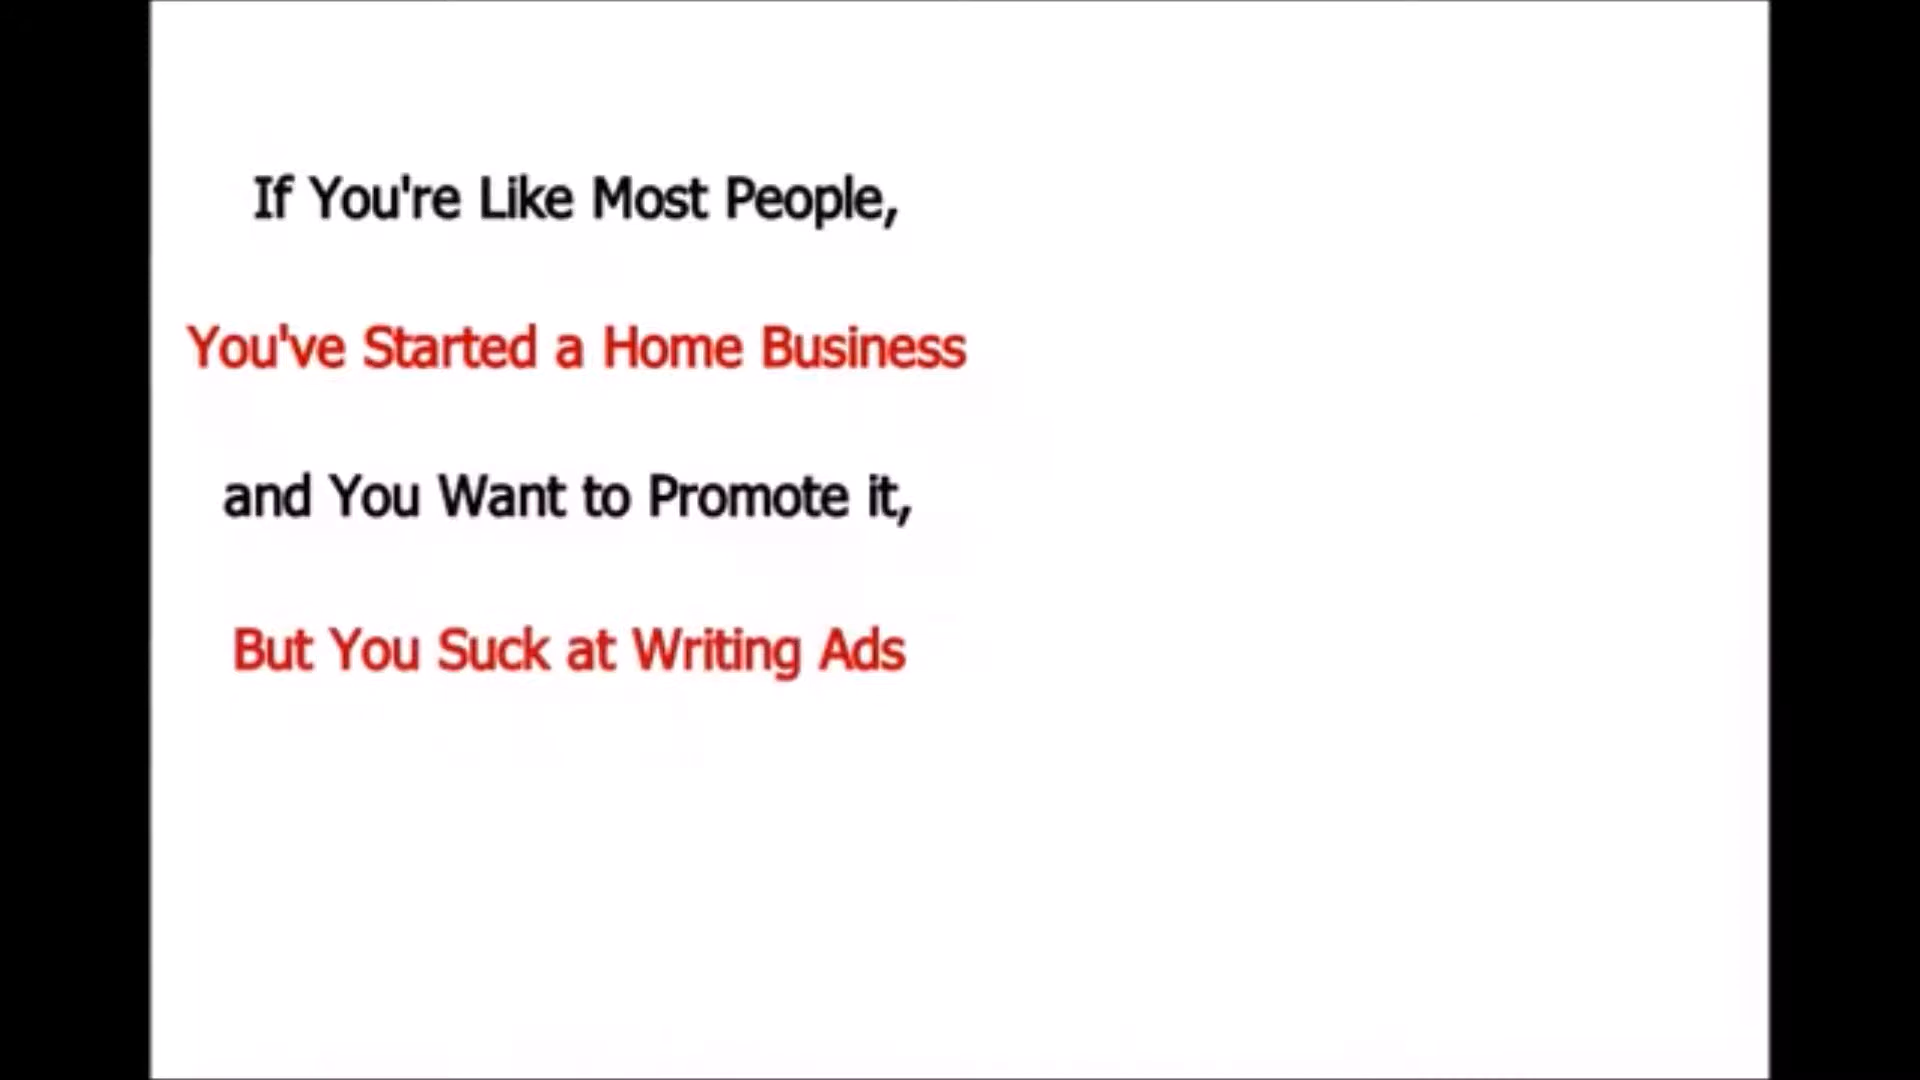 If You're Like Most People,
You've Started a Home Business
and You Want to Promote it,
But You Suck at Writing Ads